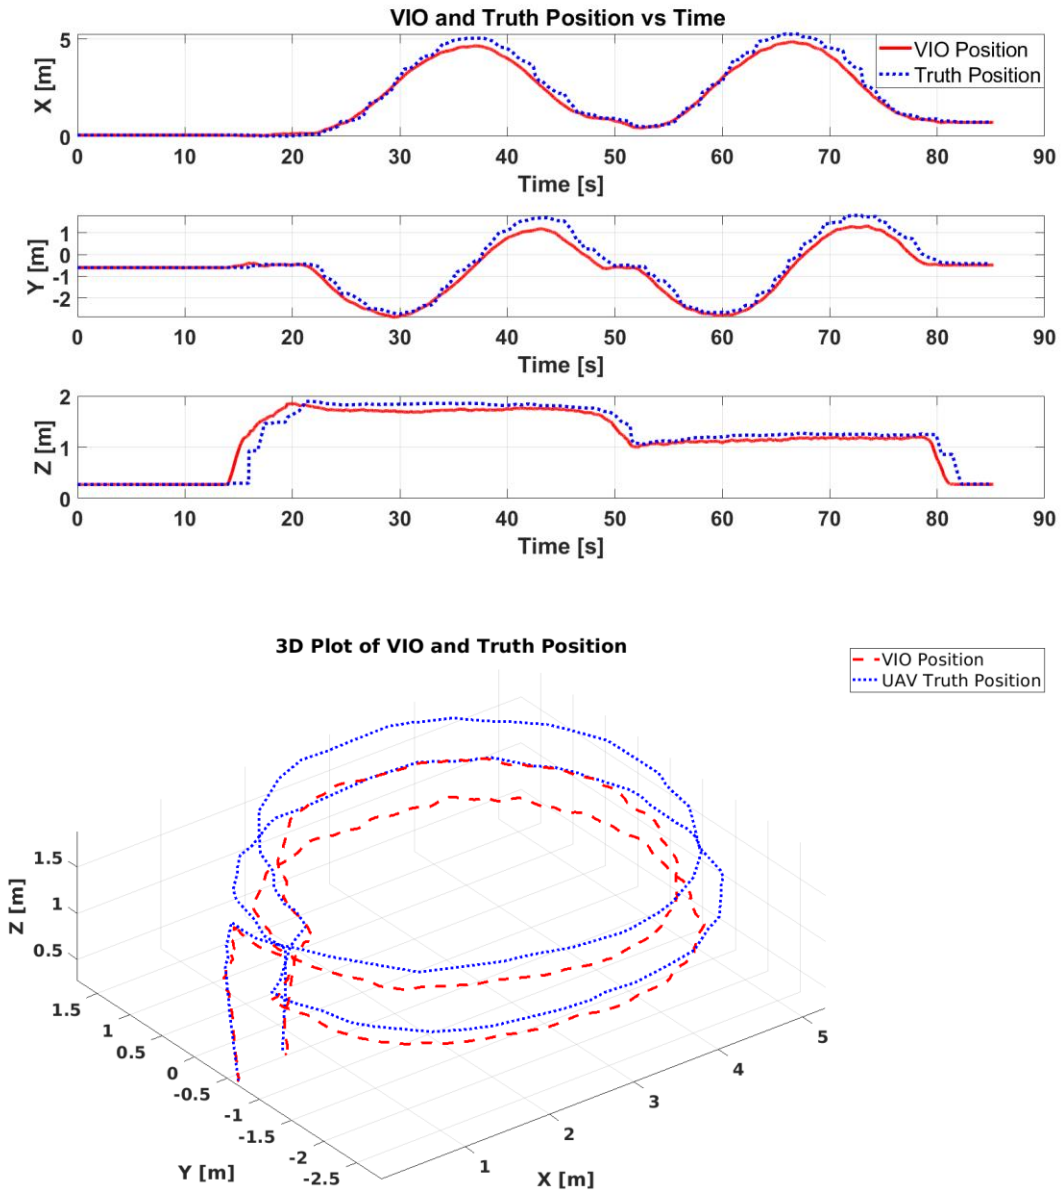 VIO and Truth Position vs Time
5
0
X [m]
VIO Position
Truth Position
0 10 20 30 40 50 60 70 80 90
Time [s]
1
0
-1
-2
Y [m]
0 10 20 30 40 50 60 70 80 90
Time [s]
2
1
0
Z [m]
0 10 20 30 40 50 60 70 80 90
Time [s]
3D Plot of VIO and Truth Position
VIO Position
UAV Truth Position
1.5
1
0.5
Z [m]
1.5
1
0.5
0
-0.5
-1
-1.5
-2
-2.5
Y [m]
1
2
3
4
5
X [m]